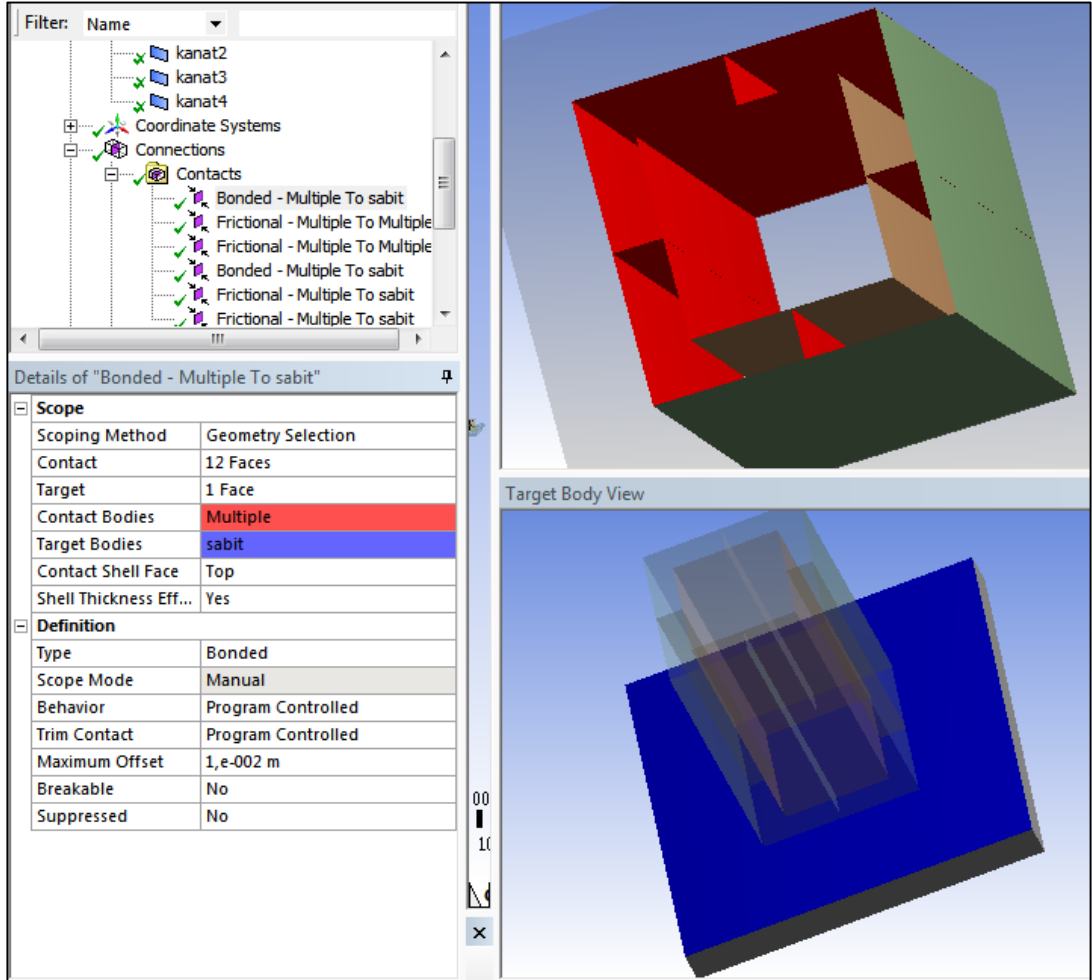 Filter: Name
kanat2
kanat3
kanat4
Coordinate Systems
Connections
Contacts
Bonded - Multiple To sabit
Frictional - Multiple To Multiple
Frictional - Multiple To Multiple
Bonded - Multiple To sabit
Frictional - Multiple To sabit
Frictional - Multiple To sabit
Details of "Bonded - Multiple To sabit"
Scope
Scoping Method Geometry Selection
Contact 12 Faces
Target 1 Face
Contact Bodies Multiple
Target Bodies sabit
Contact Shell Face Top
Shell Thickness Eff... Yes
Definition
Type Bonded
Scope Mode Manual
Behavior Program Controlled
Trim Contact Program Controlled
Maximum Offset 1,e-002 m
Breakable No
Suppressed No
00
10
Target Body View